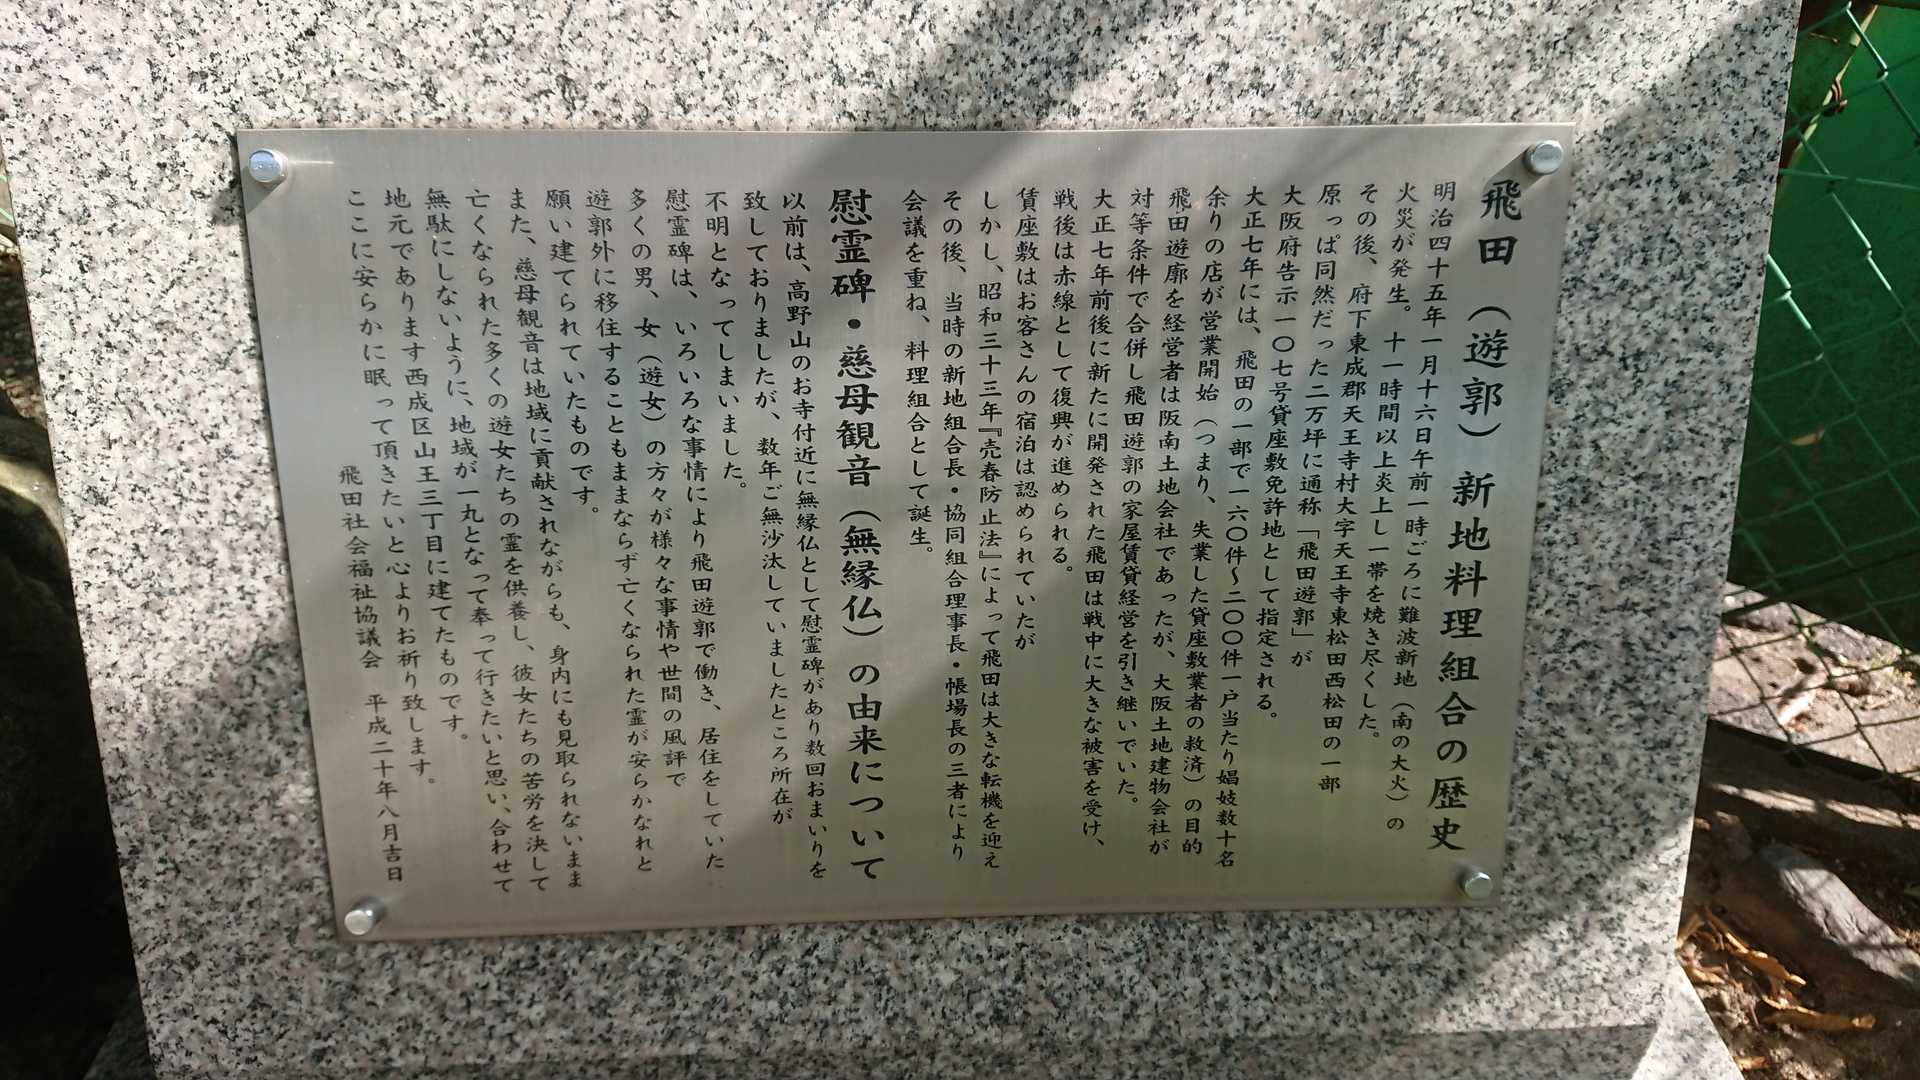 飛田（遊郭）新地料理組合の歴史
明治四十五年一月十六日午前一時ごろに難波新地（南の大火）の
火災が発生。十一時間以上炎上し一帯を焼き尽くした。
その後、府下東成郡天王寺村大字天王寺東松田西松田の一部
原っぱ同然だった二万坪に通称「飛田遊郭」が
大阪府告示一〇七号貸座敷免許地として指定される。
大正七年には、飛田の一部で一六〇件〜二〇〇件一戸当たり娼妓数十名
余りの店が営業開始（つまり、失業した貸座敷業者の救済）の目的
飛田遊廓を経営者は阪南土地会社であったが、大阪土地建物会社が
対等条件で合併し飛田遊郭の家屋賃貸経営を引き継いでいた。
大正七年前後に新たに開発された飛田は戦中に大きな被害を受け、
戦後は赤線として復興が進められる。
賃座敷はお客さんの宿泊は認められていたが
しかし、昭和三十三年『売春防止法』によって飛田は大きな転機を迎え
その後、当時の新地組合長・協同組合理事長・帳場長の三者により
会議を重ね、料理組合として誕生。
慰霊碑・慈母観音（無縁仏）の由来について
以前は、高野山のお寺付近に無縁仏として慰霊碑があり数回おまいりを
致しておりましたが、数年ご無沙汰していましたところ所在が
不明となってしまいました。
慰霊碑は、いろいろな事情により飛田遊郭で働き、居住をしていた
多くの男、女（遊女）の方々が様々な事情や世間の風評で
遊郭外に移住することもままならず亡くなられた霊が安らかなれと
願い建てられていたものです。
また、慈母観音は地域に貢献されながらも、身内にも見取られないまま
亡くなられた多くの遊女たちの霊を供養し、彼女たちの苦労を決して
無駄にしないように、地域が一丸となって奉って行きたいと思い、合わせて
地元であります西成区山王三丁目に建てたものです。
ここに安らかに眠って頂きたいと心よりお祈り致します。
飛田社会福祉協議会　平成二十年八月吉日